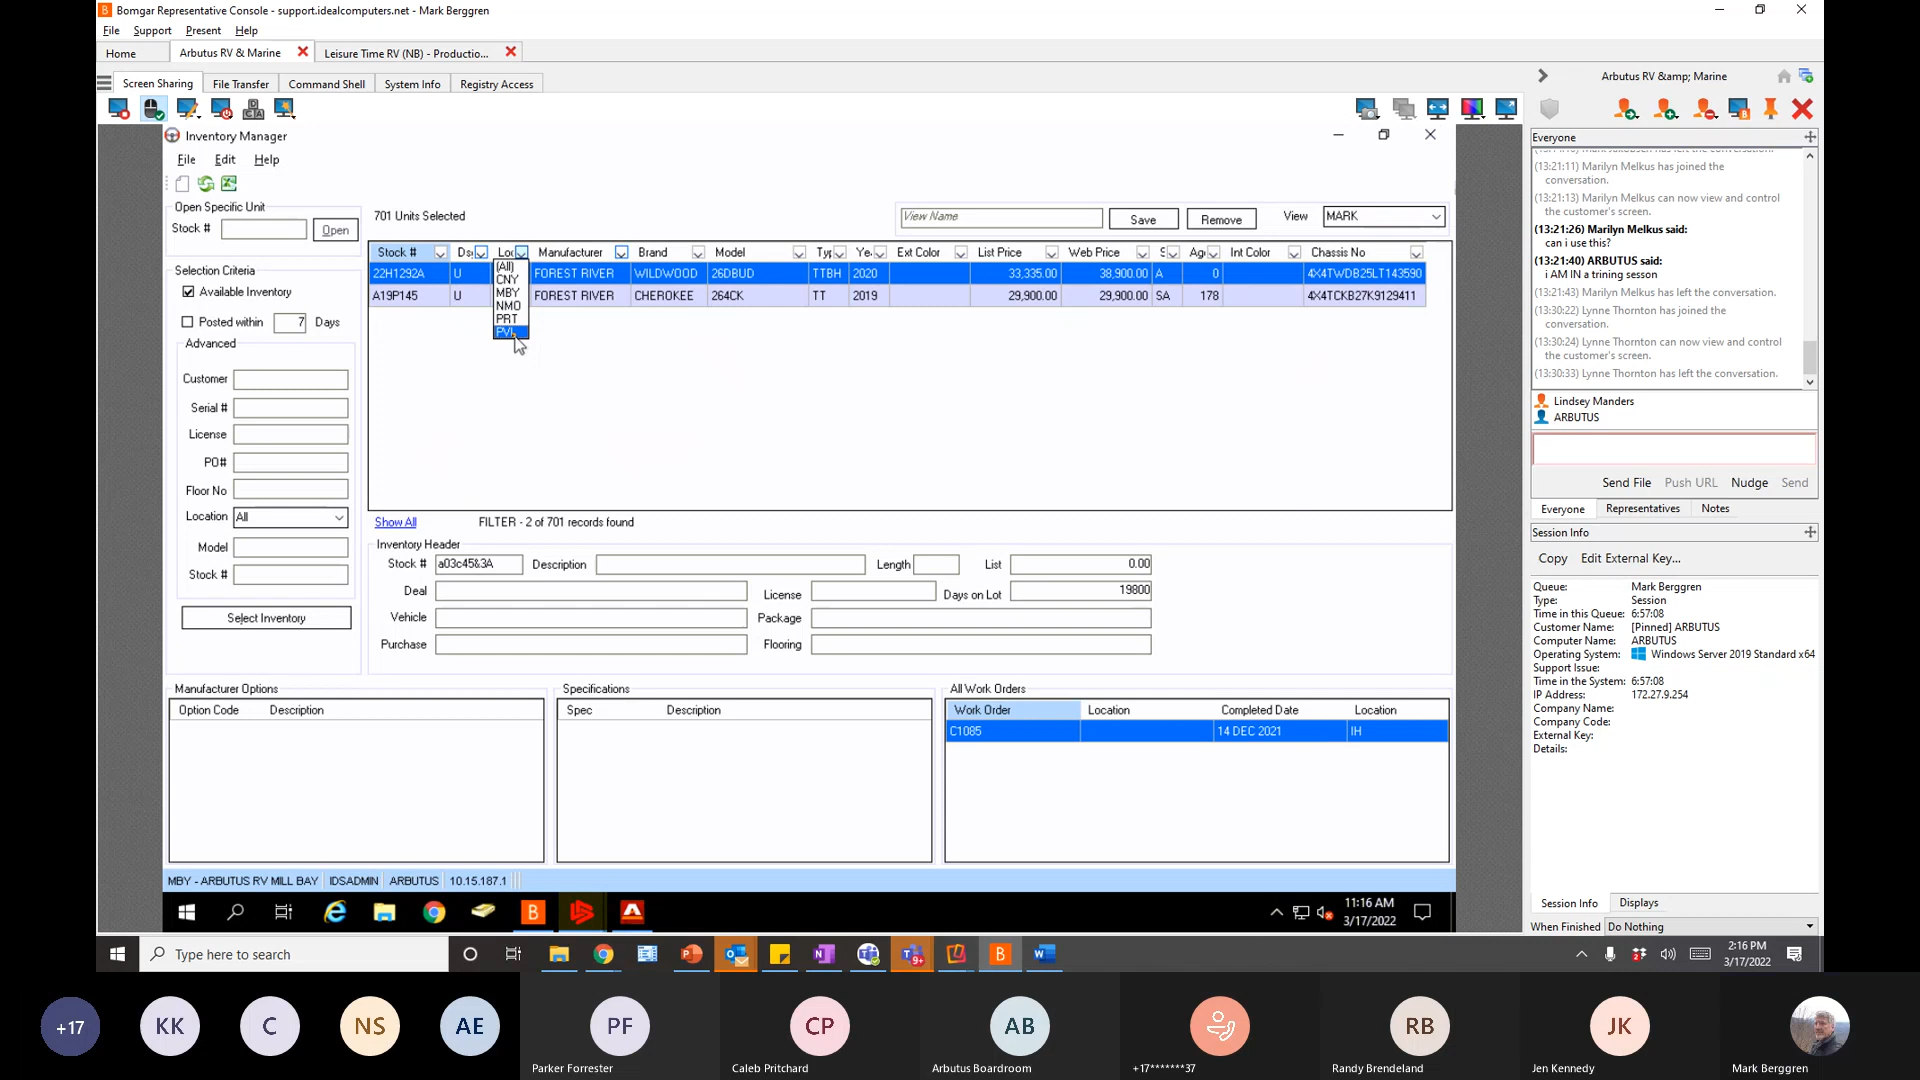 Bomgar Representative Console - support.idealcomputers.net - Mark Berggren
File Support Present Help
Home Arbutus RV & Marine Leisure Time RV (NB) - Productio...
Screen Sharing File Transfer Command Shell System Info Registry Access
Arbutus RV &amp; Marine
Inventory Manager
File Edit Help
Open Specific Unit
Stock # Open
701 Units Selected
View Name Save Remove View MARK
Selection Criteria
Available Inventory
Posted within 7 Days
Advanced
Customer
Serial #
License
PO#
Floor No
Location All
Model
Stock #
Select Inventory
Stock # Ds Loc Manufacturer Brand Model Ty Ye. Ext Color List Price Web Price S Ag Int Color Chassis No
22H1292A U FOREST RIVER WILDWOOD 26DBUD TTBH 2020 33,335.00 38,900.00 A 0 4X4TWDB25LT143590
A19P145 U FOREST RIVER CHEROKEE 264CK TT 2019 29,900.00 29,900.00 SA 178 4X4TCKB27K9129411
(All)
CNY
MBY
NMO
PRT
Show All FILTER - 2 of 701 records found
Inventory Header
Stock # a03c45&3A Description Length List 0.00
Deal License Days on Lot 19800
Vehicle Package
Purchase Flooring
Manufacturer Options
Option Code Description
Specifications
Spec Description
All Work Orders
Work Order Location Completed Date Location
C1085 14 DEC 2021 IH
MBY - ARBUTUS RV MILL BAY IDSADMIN ARBUTUS 10.15.187.1
11:16 AM
3/17/2022
Everyone
(13:21:11) Marilyn Melkus has joined the
conversation.
(13:21:13) Marilyn Melkus can now view and control
the customer's screen.
(13:21:26) Marilyn Melkus said:
can i use this?
(13:21:40) ARBUTUS said:
i AM IN a trining sesson
(13:21:43) Marilyn Melkus has left the conversation.
(13:30:22) Lynne Thornton has joined the
conversation.
(13:30:24) Lynne Thornton can now view and control
the customer's screen.
(13:30:33) Lynne Thornton has left the conversation.
Lindsey Manders
ARBUTUS
Send File Push URL Nudge Send
Everyone Representatives Notes
Session Info
Copy Edit External Key...
Queue: Mark Berggren
Type: Session
Time in this Queue: 6:57:08
Customer Name: [Pinned] ARBUTUS
Computer Name: ARBUTUS
Operating System: Windows Server 2019 Standard x64
Support Issue:
Time in the System: 6:57:08
IP Address: 172.27.9.254
Company Name:
Company Code:
External Key:
Details:
Session Info Displays
When Finished Do Nothing
Type here to search
2:16 PM
3/17/2022
+17 KK C NS AE PF CP AB RB JK
Parker Forrester Caleb Pritchard Arbutus Boardroom +17*******37 Randy Brendeland Jen Kennedy Mark Berggren